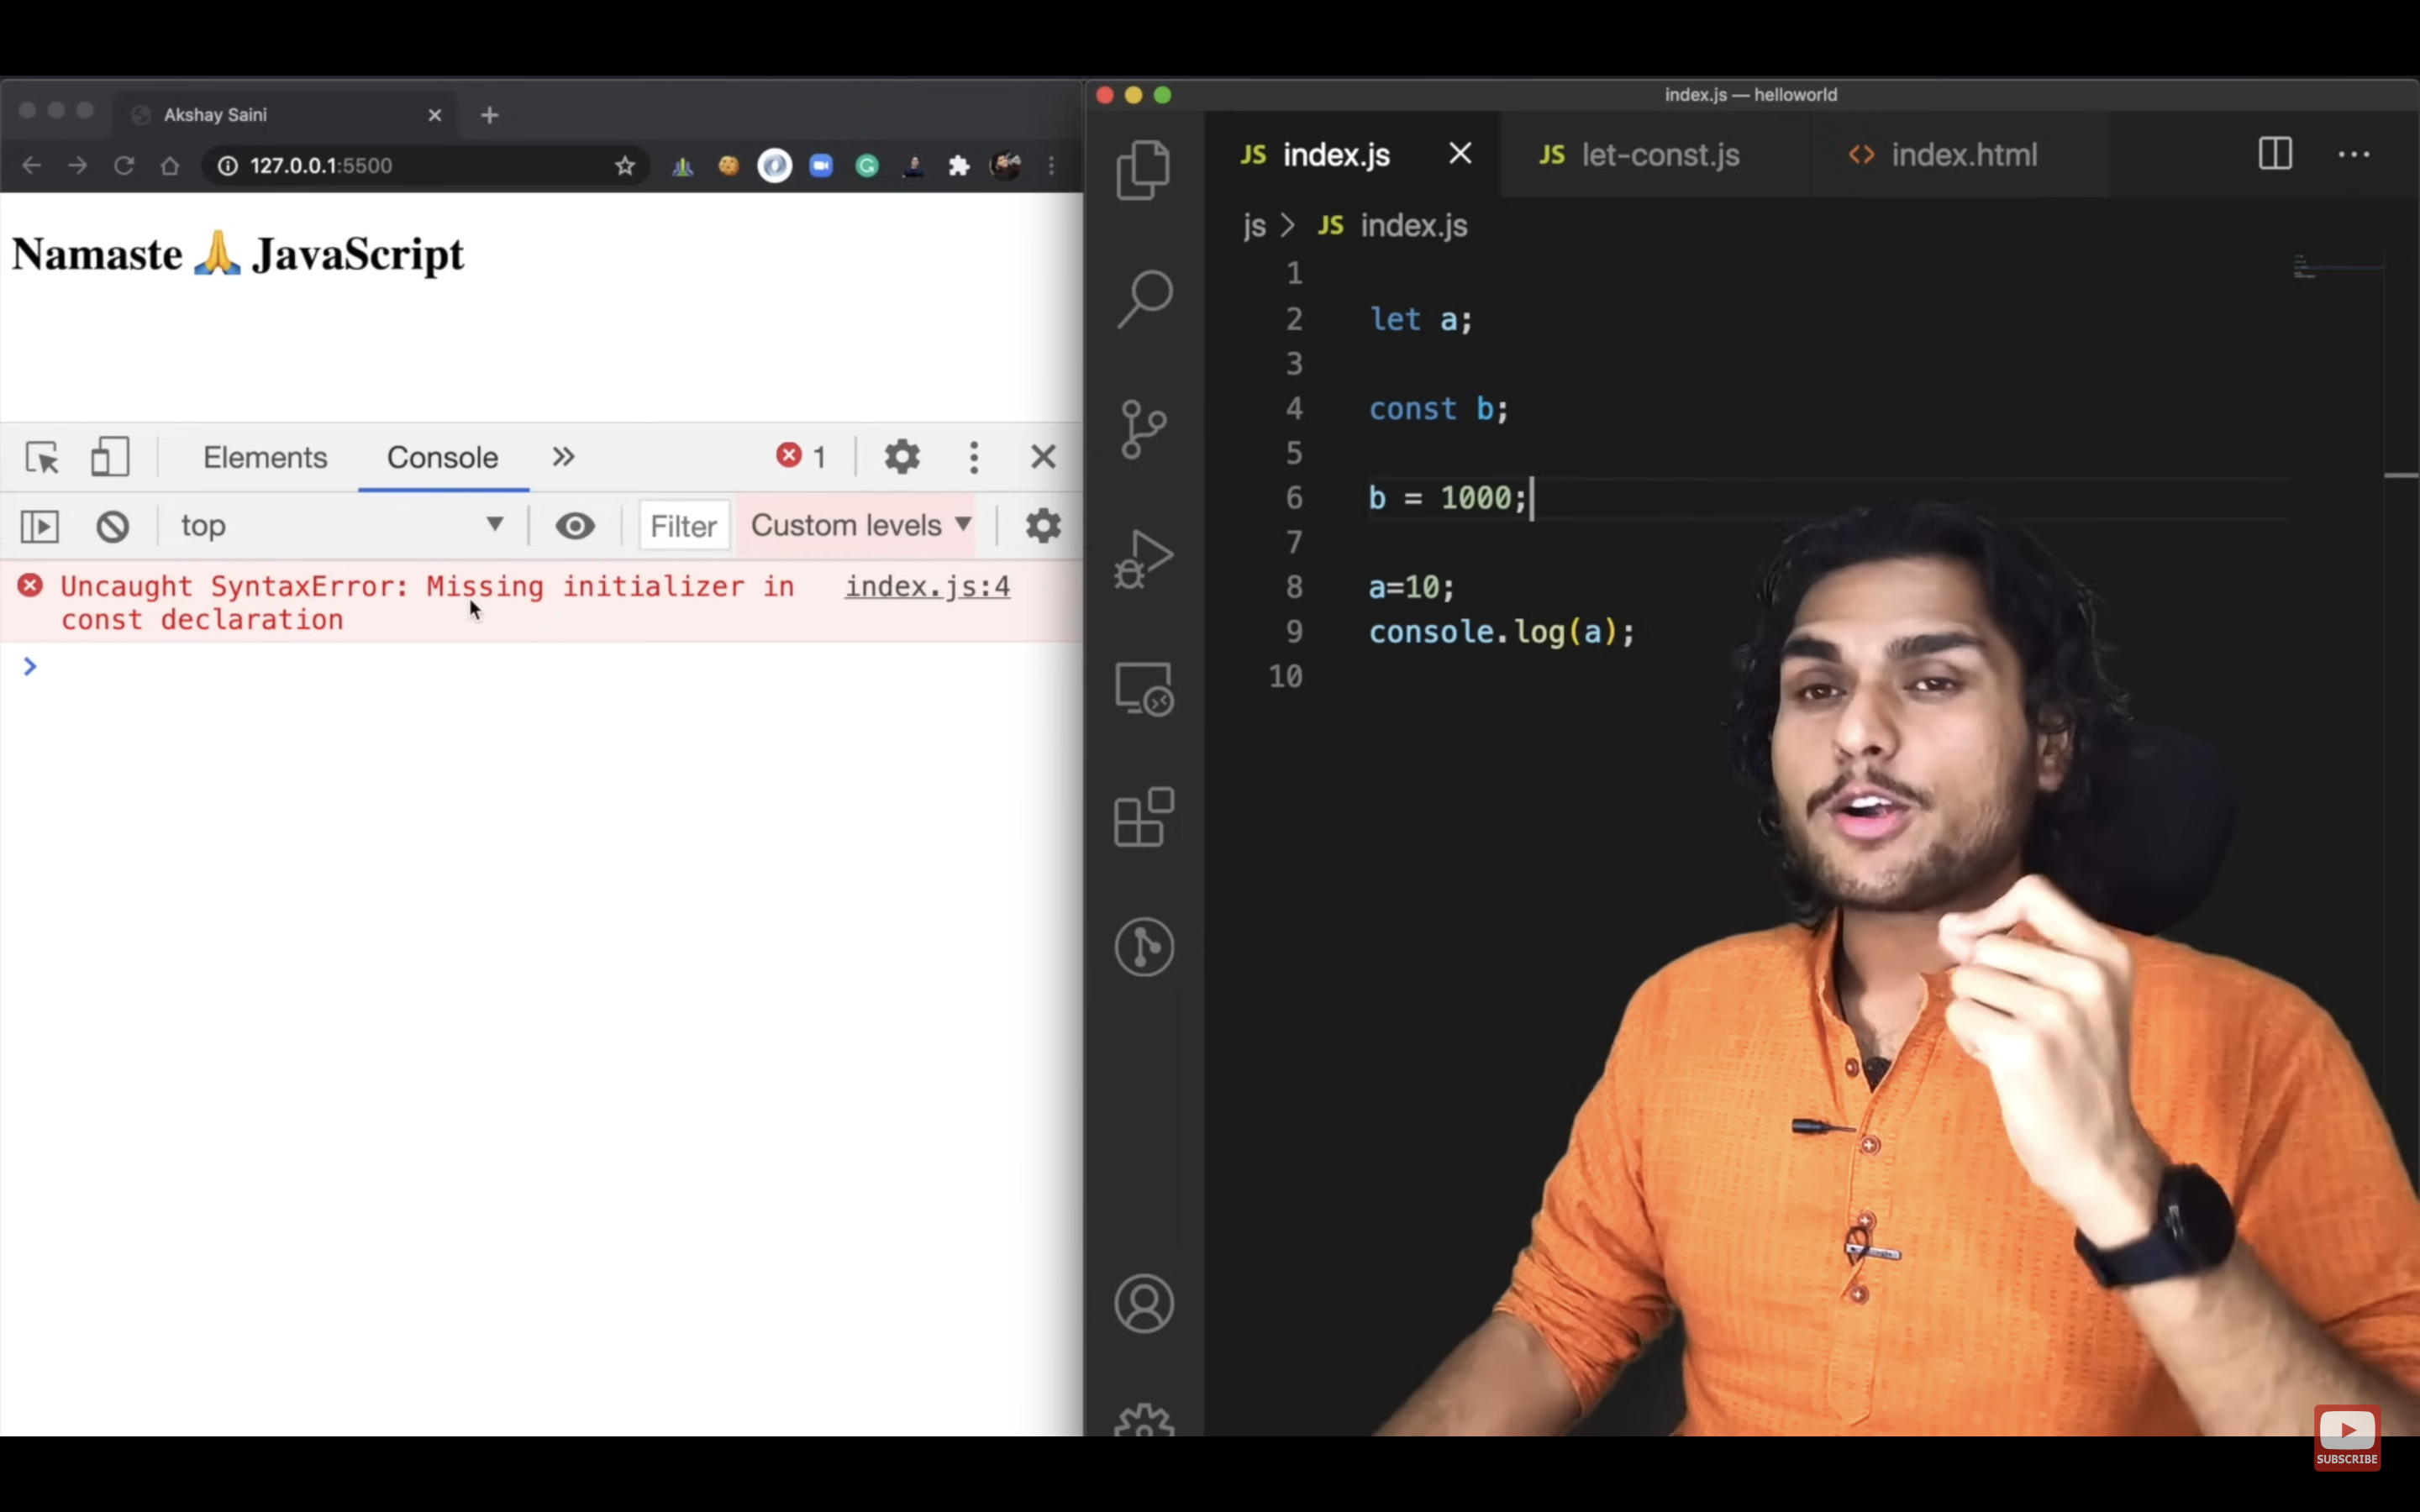 Akshay Saini
127.0.0.1:5500
Namaste 🙏 JavaScript
Elements Console » 1
top Filter Custom levels
Uncaught SyntaxError: Missing initializer in index.js:4
const declaration
>
index.js — helloworld
JS index.js JS let-const.js <> index.html
js > JS index.js
1
2 let a;
3
4 const b;
5
6 b = 1000;
7
8 a=10;
9 console.log(a);
10
SUBSCRIBE